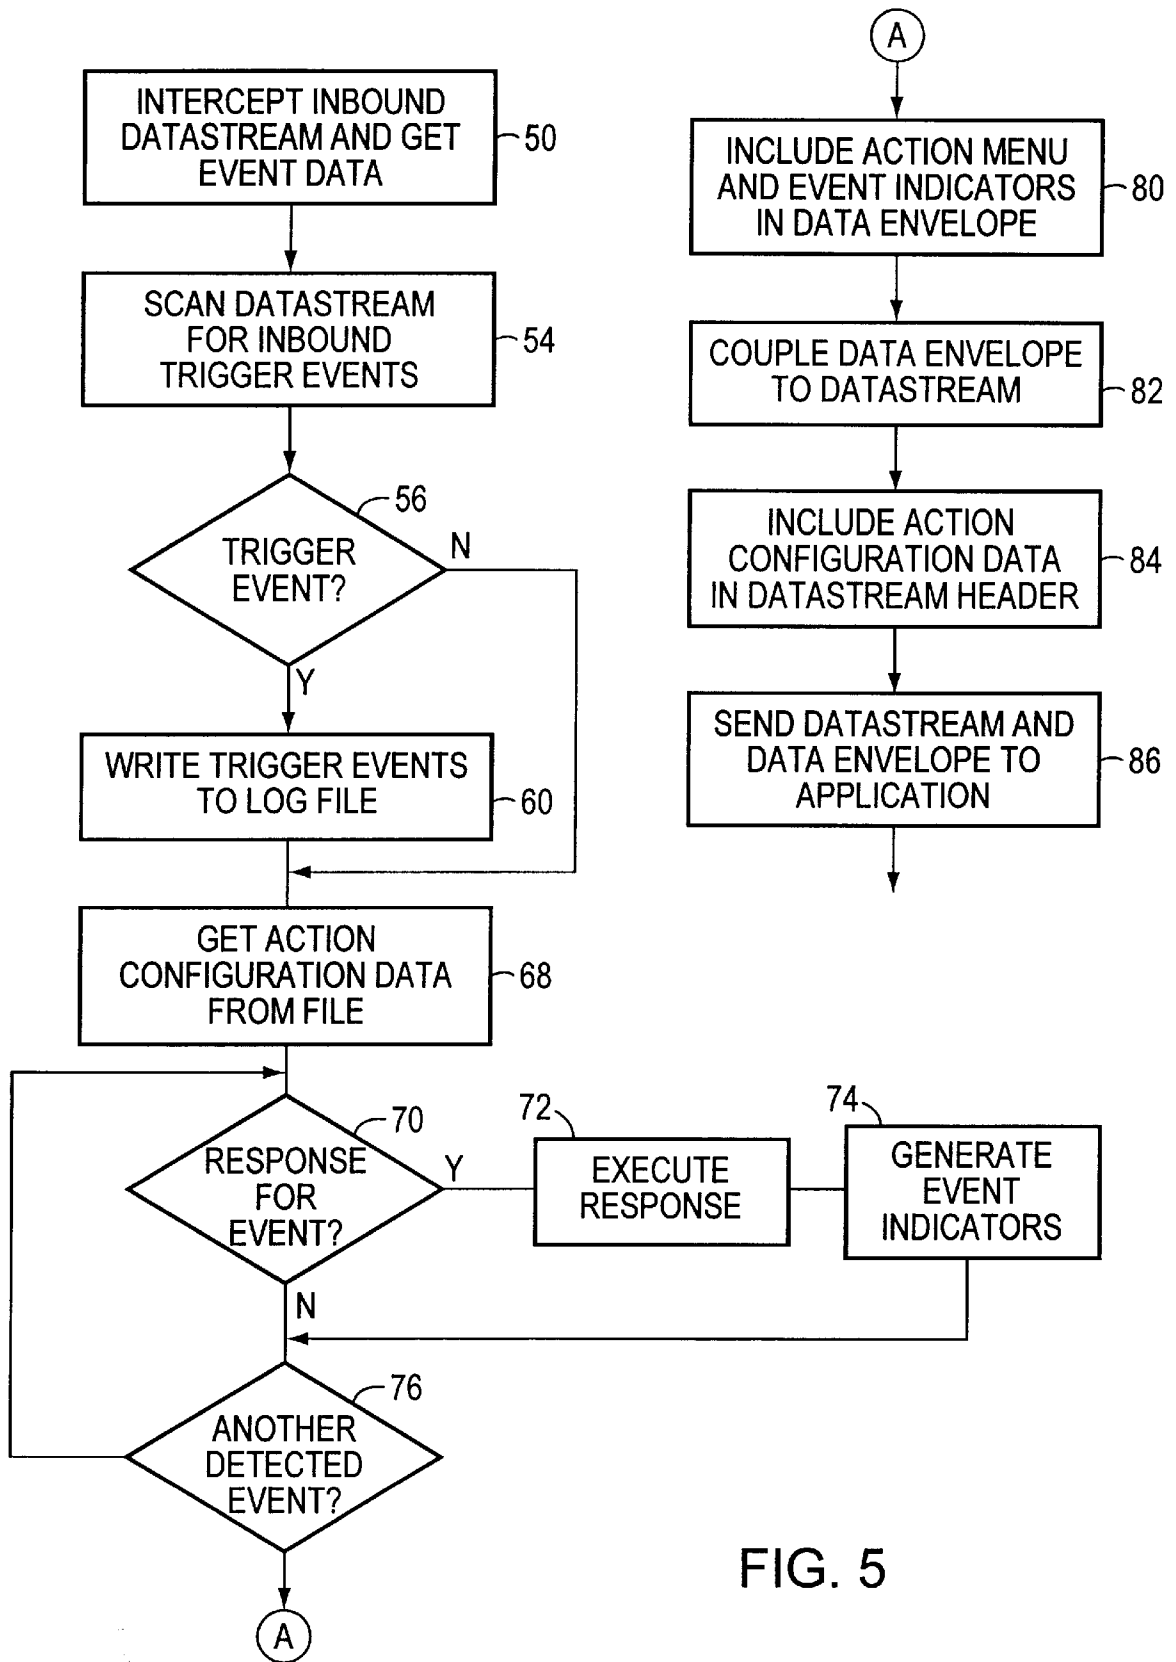 INTERCEPT INBOUND
DATASTREAM AND GET
EVENT DATA
50
SCAN DATASTREAM
FOR INBOUND
TRIGGER EVENTS
54
56
TRIGGER
EVENT?
N
Y
WRITE TRIGGER EVENTS
TO LOG FILE
60
GET ACTION
CONFIGURATION DATA
FROM FILE
68
70
RESPONSE
FOR
EVENT?
Y
N
72
EXECUTE
RESPONSE
74
GENERATE
EVENT
INDICATORS
76
ANOTHER
DETECTED
EVENT?
A
A
INCLUDE ACTION MENU
AND EVENT INDICATORS
IN DATA ENVELOPE
80
COUPLE DATA ENVELOPE
TO DATASTREAM
82
INCLUDE ACTION
CONFIGURATION DATA
IN DATASTREAM HEADER
84
SEND DATASTREAM AND
DATA ENVELOPE TO
APPLICATION
86
FIG. 5